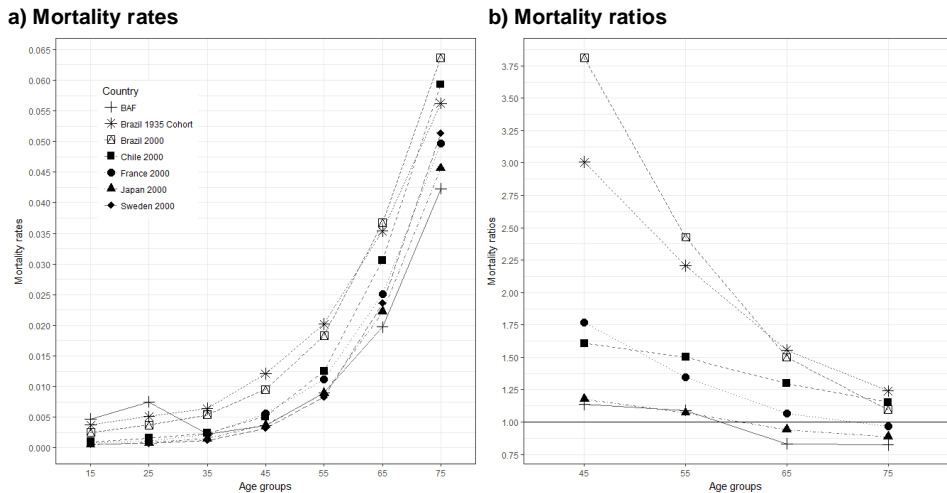 a) Mortality rates
0.065
0.060
0.055
0.050
0.045
0.040
0.035
0.030
0.025
0.020
0.015
0.010
0.005
0.000
Mortality rates
Country
BAF
Brazil 1935 Cohort
Brazil 2000
Chile 2000
France 2000
Japan 2000
Sweden 2000
15 25 35 45 55 65 75
Age groups
b) Mortality ratios
3.75
3.50
3.25
3.00
2.75
2.50
2.25
2.00
1.75
1.50
1.25
1.00
0.75
Mortality ratios
45 55 65 75
Age groups